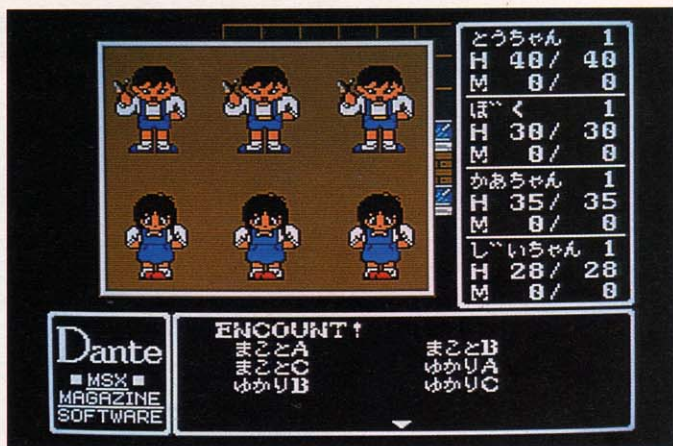 とうちゃん 1
H 40/ 40
M 0/ 0
ぼく 1
H 30/ 30
M 0/ 0
かあちゃん 1
H 35/ 35
M 0/ 0
じいちゃん 1
H 28/ 28
M 0/ 0
Dante
■MSX■
MAGAZINE
SOFTWARE
ENCOUNT!
まことA まことB
まことC ゆかりA
ゆかりB ゆかりC